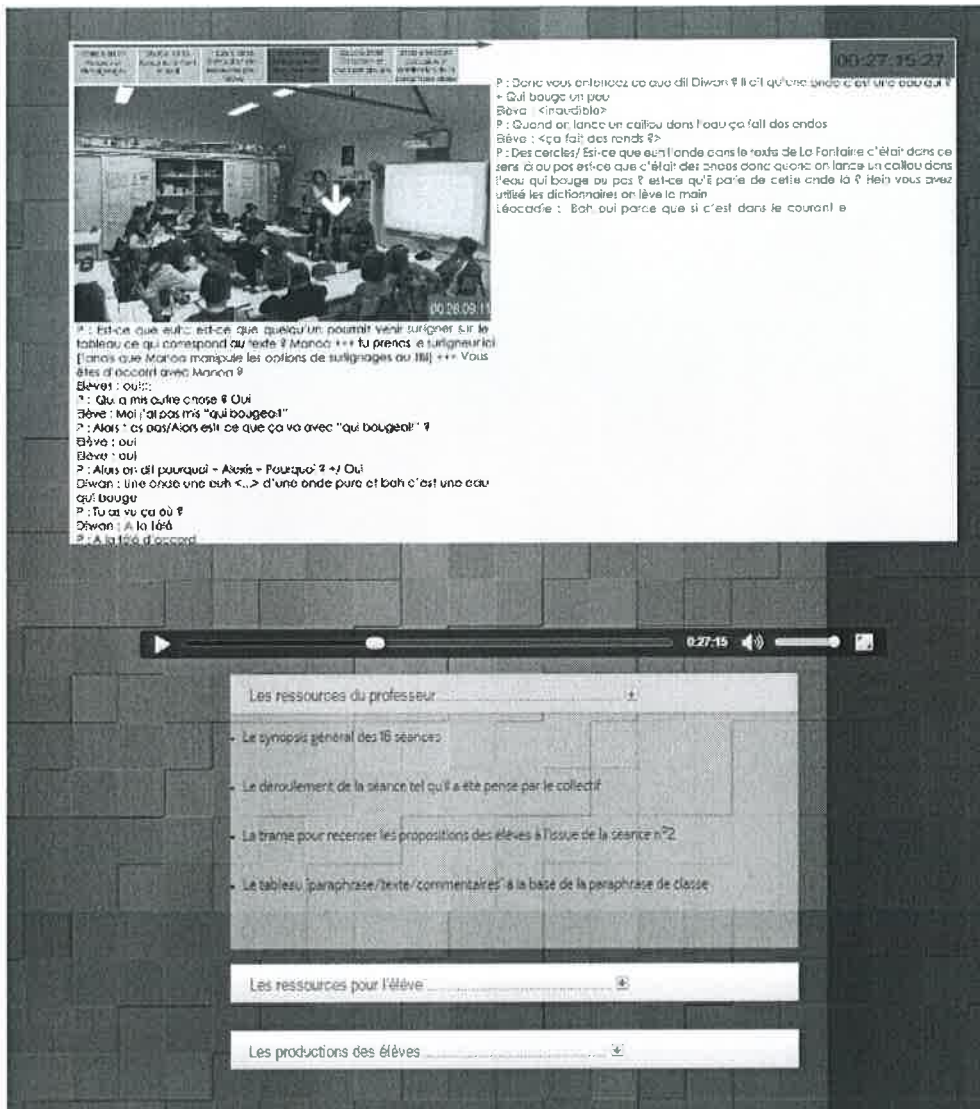 00:27:15:27
P : Donc vous entendez ce que dit Diwan ? Il dit qu'une onde c'est une eau qui ?
+ Qui bouge un peu
Élève : <inaudible>
P : Quand on lance un caillou dans l'eau ça fait des ondes
Élève : <ça fait des ronds ?>
P : Des cercles/ Est-ce que euh l'onde dans le texte de La Fontaine c'était dans ce
sens là ou pas est-ce que c'était des ondes donc quand on lance un caillou dans
l'eau qui bouge ou pas ? est-ce qu'il parle de cette onde là ? Hein vous avez
utilisé les dictionnaires on lève la main
Léocadie : Bah oui parce que si c'est dans le courant e
00:26:09:11
P : Est-ce que euh:: est-ce que quelqu'un pourrait venir surligner sur le
tableau ce qui correspond au texte ? Manoa +++ tu prends le surligneur ici
[tandis que Manoa manipule les options de surlignages au TBI] +++ Vous
êtes d'accord avec Manoa ?
Élèves : oui:::
P : Qui a mis autre chose ? Oui
Élève : Moi j'ai pas mis "qui bougeait"
P : Alors t'as pas/Alors est-ce que ça va avec "qui bougeait" ?
Élève : oui
Élève : oui
P : Alors on dit pourquoi + Alexis + Pourquoi ? +/ Oui
Diwan : Une onde une euh <...> d'une onde pure et bah c'est une eau
qui bouge
P : Tu as vu ça où ?
Diwan : A la télé
P : A la télé d'accord
0:27:15
Les ressources du professeur
• Le synopsis général des 16 séances
• Le déroulement de la séance tel qu'il a été pensé par le collectif
• La trame pour recenser les propositions des élèves à l'issue de la séance n°2
• Le tableau "paraphrase/texte/commentaires" à la base de la paraphrase de classe
Les ressources pour l'élève
Les productions des élèves